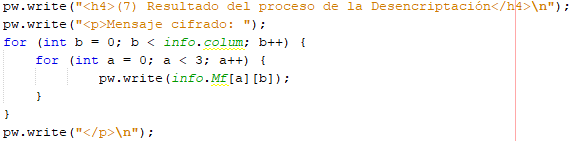 pw.write("<h4>(7) Resultado del proceso de la Desencriptación</h4>\n");
pw.write("<p>Mensaje cifrado: ");
for (int b = 0; b < info.colum; b++) {
    for (int a = 0; a < 3; a++) {
            pw.write(info.Mf[a][b]);
    }
}
pw.write("</p>\n");